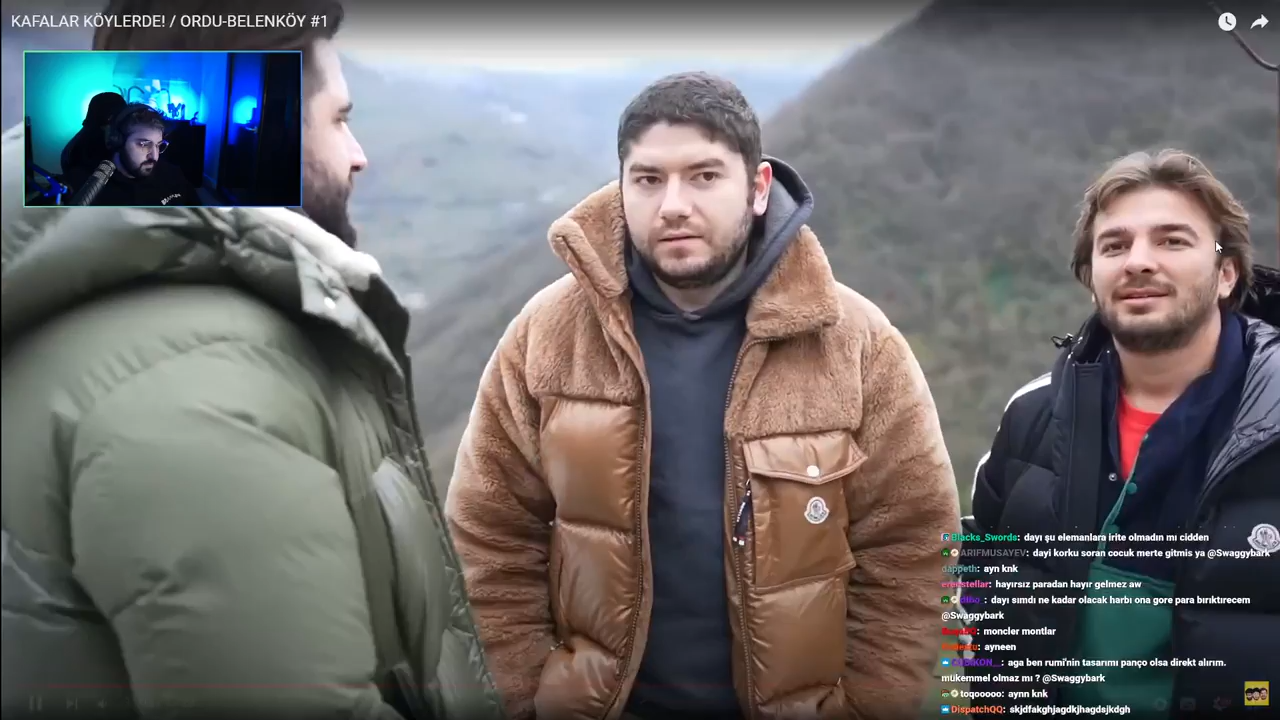 KAFALAR KÖYLERDE! / ORDU-BELENKÖY #1
Blacks_Swords: dayı şu elemanlara irite olmadın mı cidden
ARIFMUSAYEV: dayi korku soran cocuk merte gitmis ya @Swaggybark
dappeth: ayn knk
: hayırsız paradan hayır gelmez aw
: dayı sımdı ne kadar olacak harbı ona gore para bırıktırecem
@Swaggybark
: moncler montlar
: ayneen
: aga ben rumi'nin tasarımı panço olsa direkt alırım.
mükemmel olmaz mı ? @Swaggybark
toqooooo: aynn knk
DispatchQQ: skjdfakghjagdkjhagdsjkdgh